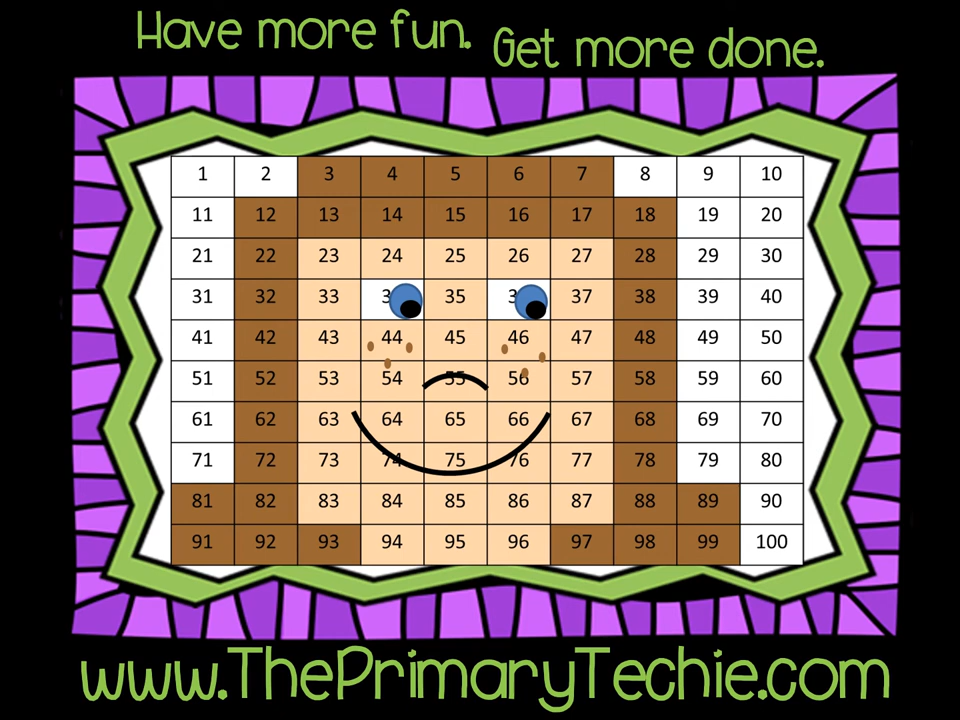 Have more fun. Get more done.
1 2 3 4 5 6 7 8 9 10
11 12 13 14 15 16 17 18 19 20
21 22 23 24 25 26 27 28 29 30
31 32 33 3 35 3 37 38 39 40
41 42 43 44 45 46 47 48 49 50
51 52 53 54 55 56 57 58 59 60
61 62 63 64 65 66 67 68 69 70
71 72 73 74 75 76 77 78 79 80
81 82 83 84 85 86 87 88 89 90
91 92 93 94 95 96 97 98 99 100
www.ThePrimaryTechie.com